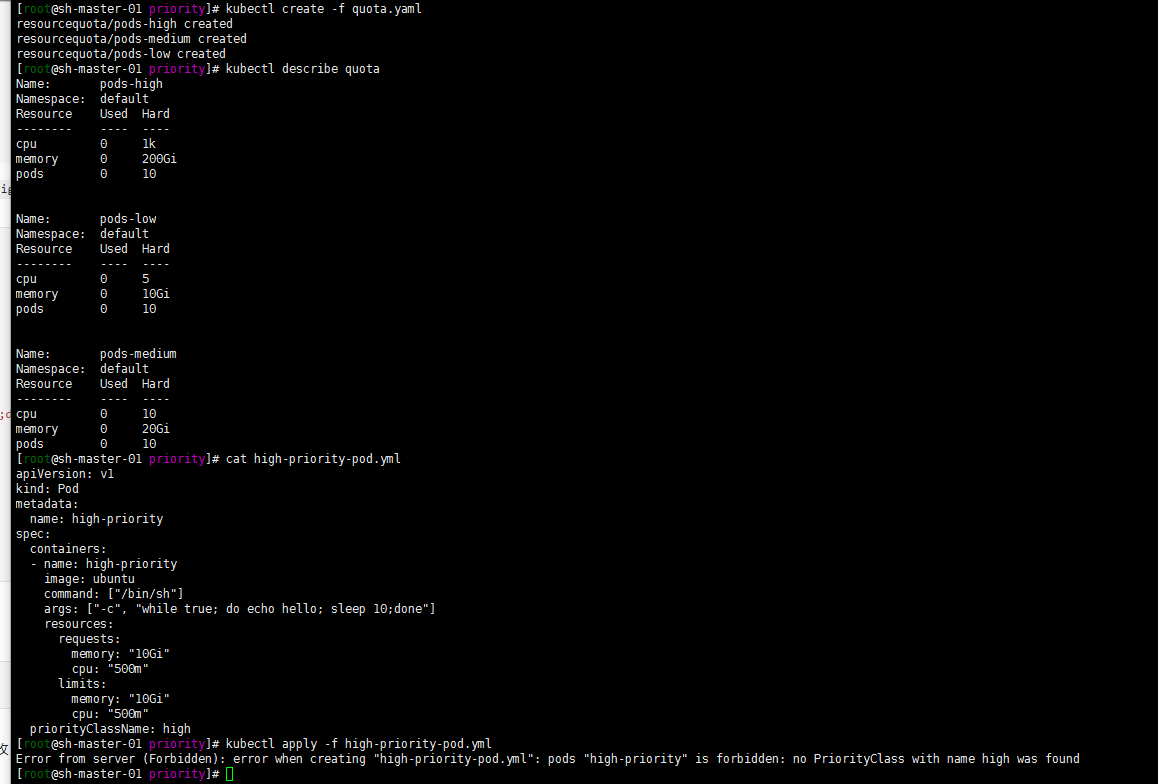 [root@sh-master-01 priority]# kubectl create -f quota.yaml
resourcequota/pods-high created
resourcequota/pods-medium created
resourcequota/pods-low created
[root@sh-master-01 priority]# kubectl describe quota
Name:       pods-high
Namespace:  default
Resource    Used  Hard
--------    ----  ----
cpu         0     1k
memory      0     200Gi
pods        0     10
Name:       pods-low
Namespace:  default
Resource    Used  Hard
--------    ----  ----
cpu         0     5
memory      0     10Gi
pods        0     10
Name:       pods-medium
Namespace:  default
Resource    Used  Hard
--------    ----  ----
cpu         0     10
memory      0     20Gi
pods        0     10
[root@sh-master-01 priority]# cat high-priority-pod.yml
apiVersion: v1
kind: Pod
metadata:
  name: high-priority
spec:
  containers:
  - name: high-priority
    image: ubuntu
    command: ["/bin/sh"]
    args: ["-c", "while true; do echo hello; sleep 10;done"]
    resources:
      requests:
        memory: "10Gi"
        cpu: "500m"
      limits:
        memory: "10Gi"
        cpu: "500m"
  priorityClassName: high
[root@sh-master-01 priority]# kubectl apply -f high-priority-pod.yml
Error from server (Forbidden): error when creating "high-priority-pod.yml": pods "high-priority" is forbidden: no PriorityClass with name high was found
[root@sh-master-01 priority]#